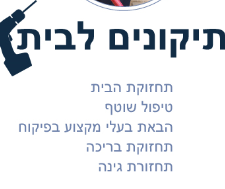 תיקונים לבית
תחזוקת הבית
טיפול שוטף
הבאת בעלי מקצוע בפיקוח
תחזוקת בריכה
תחזורת גינה